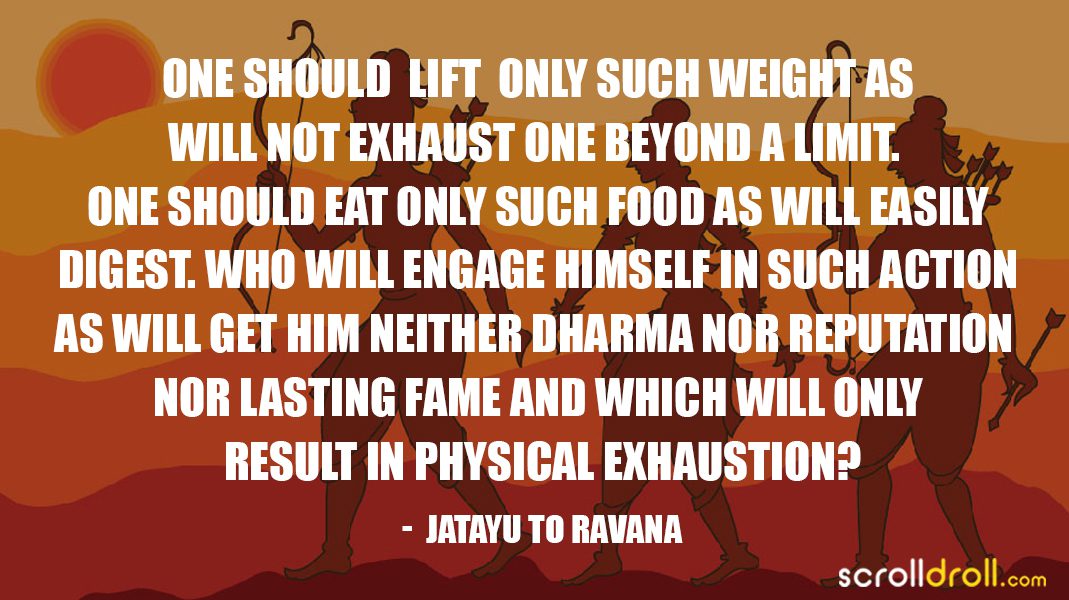 ONE SHOULD LIFT ONLY SUCH WEIGHT AS
WILL NOT EXHAUST ONE BEYOND A LIMIT.
ONE SHOULD EAT ONLY SUCH FOOD AS WILL EASILY
DIGEST. WHO WILL ENGAGE HIMSELF IN SUCH ACTION
AS WILL GET HIM NEITHER DHARMA NOR REPUTATION
NOR LASTING FAME AND WHICH WILL ONLY
RESULT IN PHYSICAL EXHAUSTION?
- JATAYU TO RAVANA
scrolldroll.com